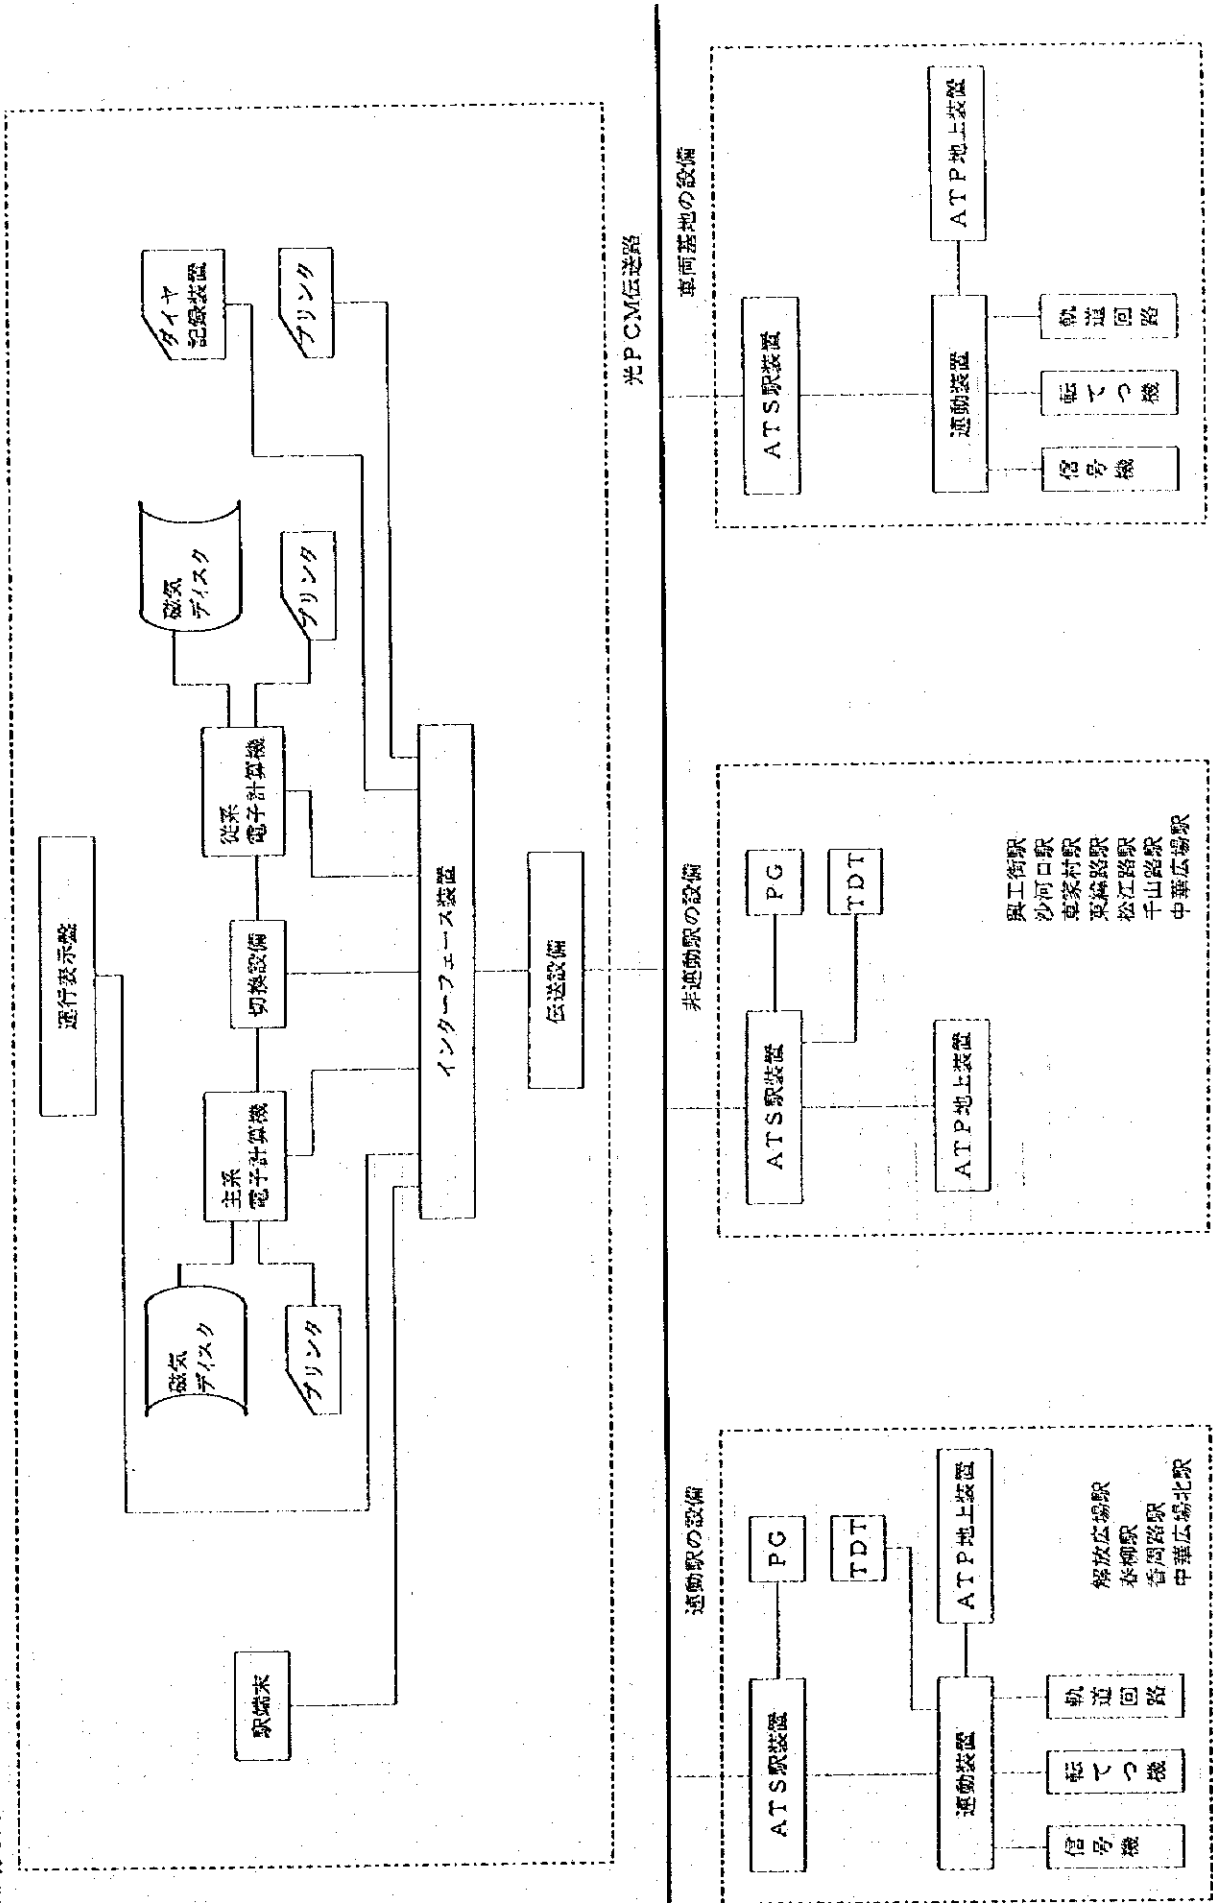 運行表示盤
ダイヤ
記録装置
プリンタ
磁気
ディスク
プリンタ
従系
電子計算機
切換設備
主系
電子計算機
磁気
ディスク
プリンタ
駅端末
インターフェース装置
伝送設備
光PCM伝送路
連動駅の設備
ATS駅装置
PG
TDT
連動装置
ATP地上装置
信号機
転てつ機
軌道回路
解放広場駅
春柳駅
香周路駅
中華広場北駅
非連動駅の設備
ATS駅装置
PG
TDT
ATP地上装置
興工街駅
沙河口駅
東緯路駅
松江路駅
千山路駅
中華広場駅
車両基地の設備
ATS駅装置
連動装置
ATP地上装置
信号機
転てつ機
軌道回路